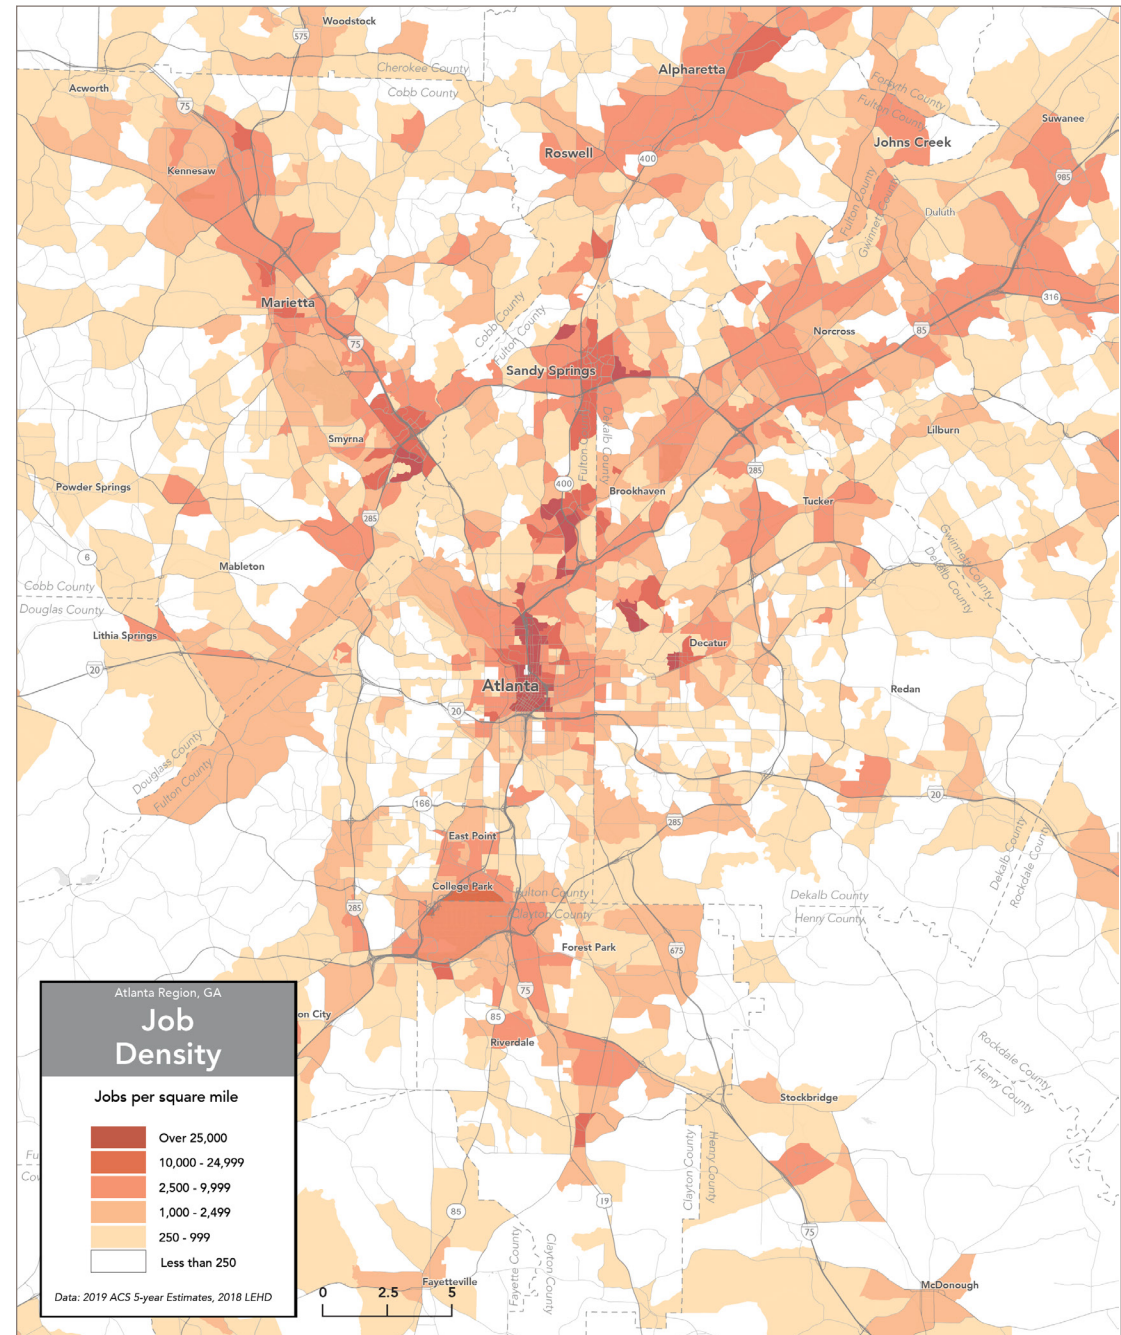 Woodstock
575
Cherokee County
Cobb County
Acworth
75
Alpharetta
Forsyth County
Fulton County
Suwanee
Johns Creek
Roswell
400
Kennesaw
985
Fulton County
Gwinnett County
Duluth
Marietta
Cobb County
Fulton County
316
Norcross
85
75
Sandy Springs
Fulton County
Dekalb County
Smyrna
Lilburn
285
Powder Springs
400
Brookhaven
Tucker
285
Gwinnett County
Dekalb County
6
Mableton
Cobb County
Douglas County
Lithia Springs
Decatur
20
Atlanta
Redan
20
Douglass County
Fulton County
166
285
20
East Point
Dekalb County
Rockdale County
College Park
Fulton County
Clayton County
Dekalb County
Henry County
285
Forest Park
675
75
85
on City
Riverdale
Rockdale County
Henry County
Stockbridge
Clayton County
Henry County
19
85
75
Fayette County
Clayton County
Fayetteville
McDonough
0 2.5 5
Fu
Cow
Atlanta Region, GA
Job
Density
Jobs per square mile
Over 25,000
10,000 - 24,999
2,500 - 9,999
1,000 - 2,499
250 - 999
Less than 250
Data: 2019 ACS 5-year Estimates, 2018 LEHD